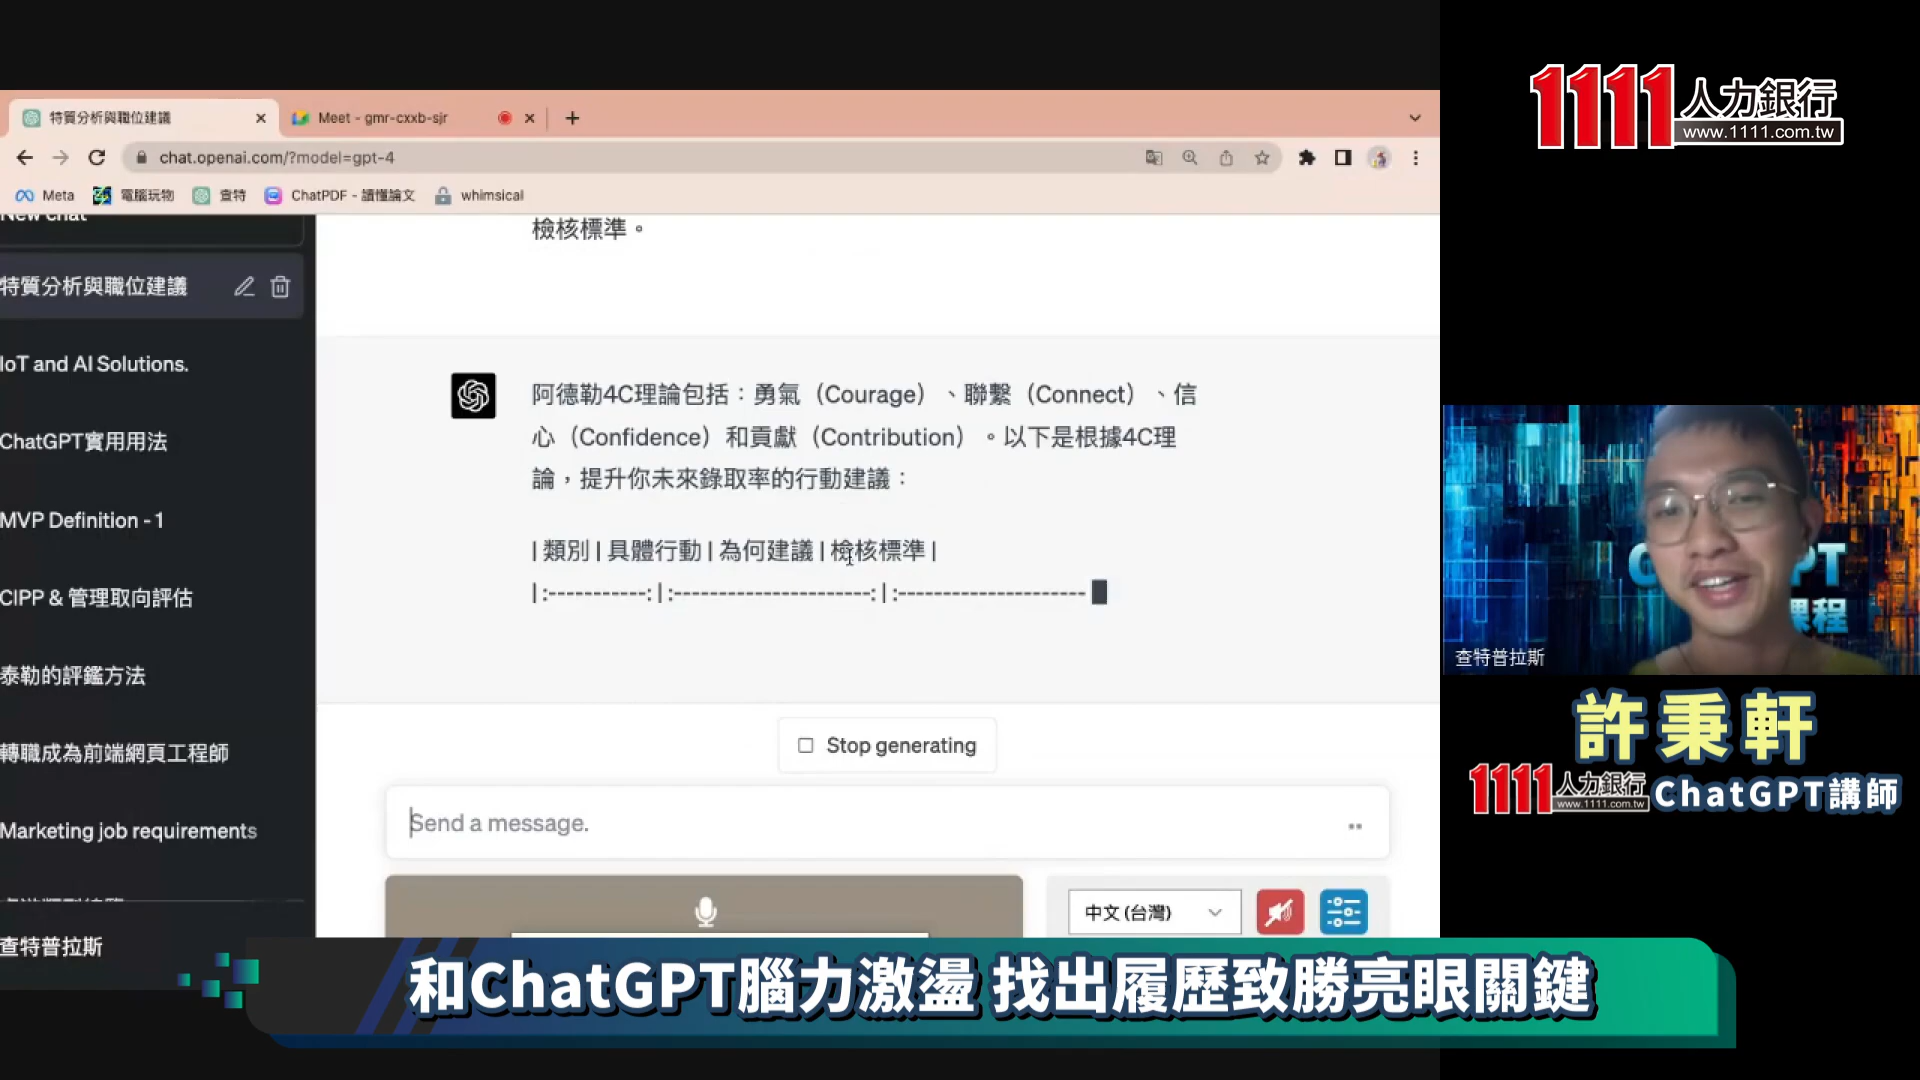 1111人力銀行
www.1111.com.tw
特質分析與職位建議
Meet - gmr-cxxb-sjr
chat.openai.com/?model=gpt-4
Meta
電腦玩物
查特
ChatPDF - 讀懂論文
whimsical
New chat
特質分析與職位建議
IoT and AI Solutions.
ChatGPT實用用法
MVP Definition - 1
CIPP & 管理取向評估
泰勒的評鑑方法
轉職成為前端網頁工程師
Marketing job requirements
查特普拉斯
檢核標準。
阿德勒4C理論包括：勇氣（Courage）、聯繫（Connect）、信
心（Confidence）和貢獻（Contribution）。以下是根據4C理
論，提升你未來錄取率的行動建議：
| 類別 | 具體行動 | 為何建議 | 檢核標準 |
|:-----------:|:----------------------:|:---------------------
Stop generating
Send a message.
中文 (台灣)
PT
課程
查特普拉斯
許秉軒
1111人力銀行
www.1111.com.tw
ChatGPT講師
和ChatGPT腦力激盪 找出履歷致勝亮眼關鍵